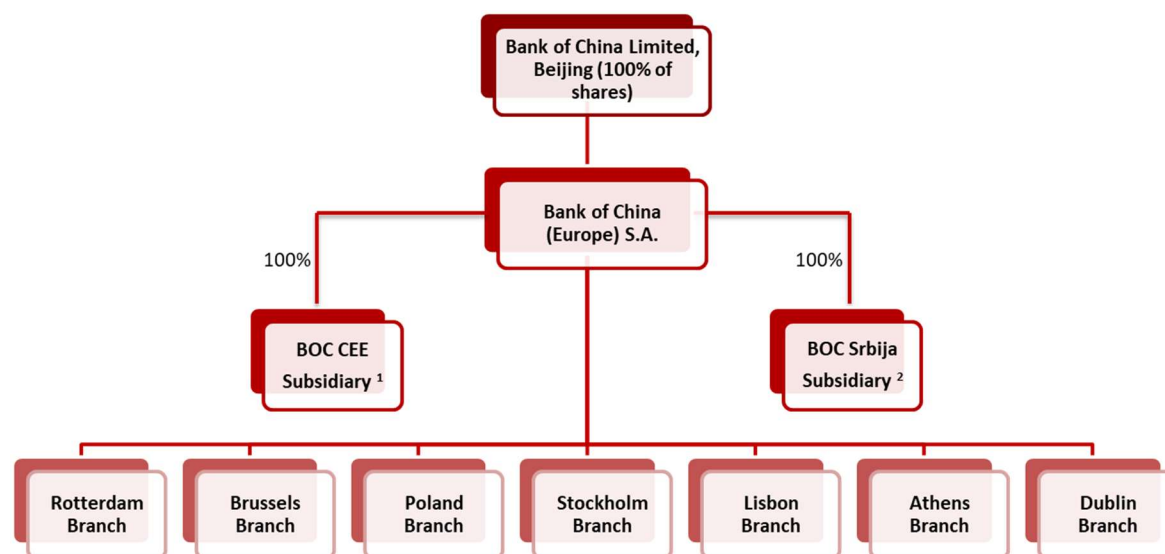 Bank of China Limited,
Beijing (100% of
shares)
Bank of China
(Europe) S.A.
100%
100%
BOC CEE
Subsidiary ¹
BOC Srbija
Subsidiary ²
Rotterdam
Branch
Brussels
Branch
Poland
Branch
Stockholm
Branch
Lisbon
Branch
Athens
Branch
Dublin
Branch